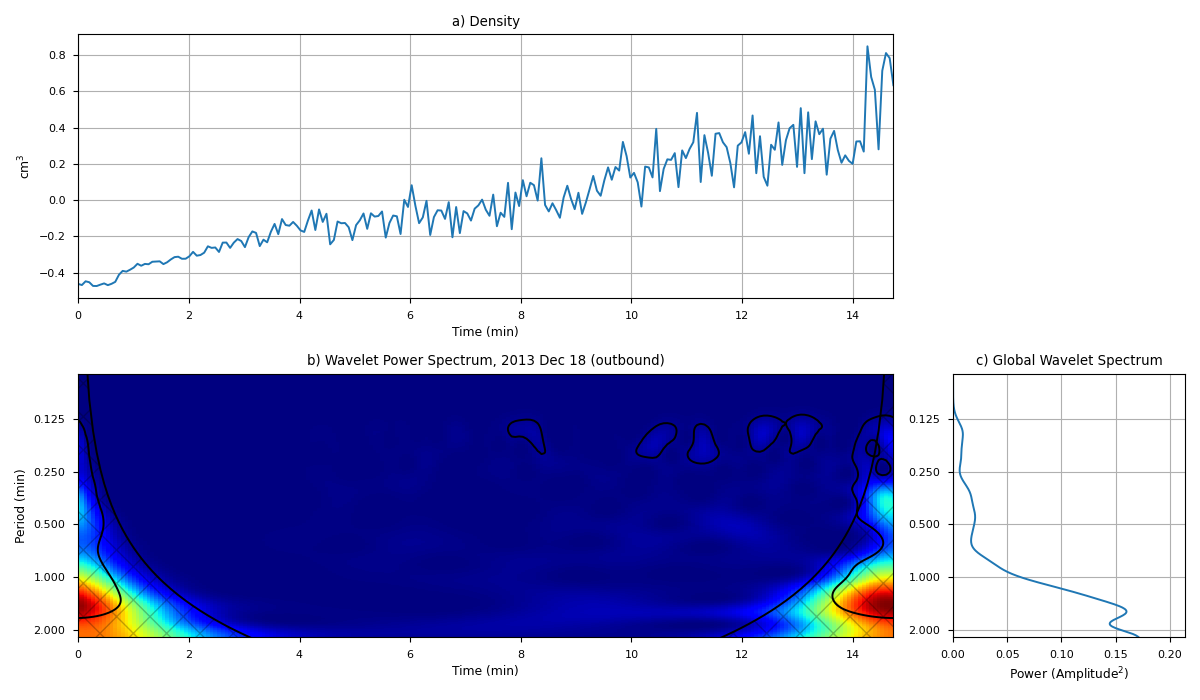 a) Density
0.8
0.6
0.4
0.2
0.0
−0.2
−0.4
cm³
0 2 4 6 8 10 12 14
Time (min)
b) Wavelet Power Spectrum, 2013 Dec 18 (outbound)
0.125
0.250
0.500
1.000
2.000
Period (min)
0 2 4 6 8 10 12 14
Time (min)
c) Global Wavelet Spectrum
0.125
0.250
0.500
1.000
2.000
0.00 0.05 0.10 0.15 0.20
Power (Amplitude²)